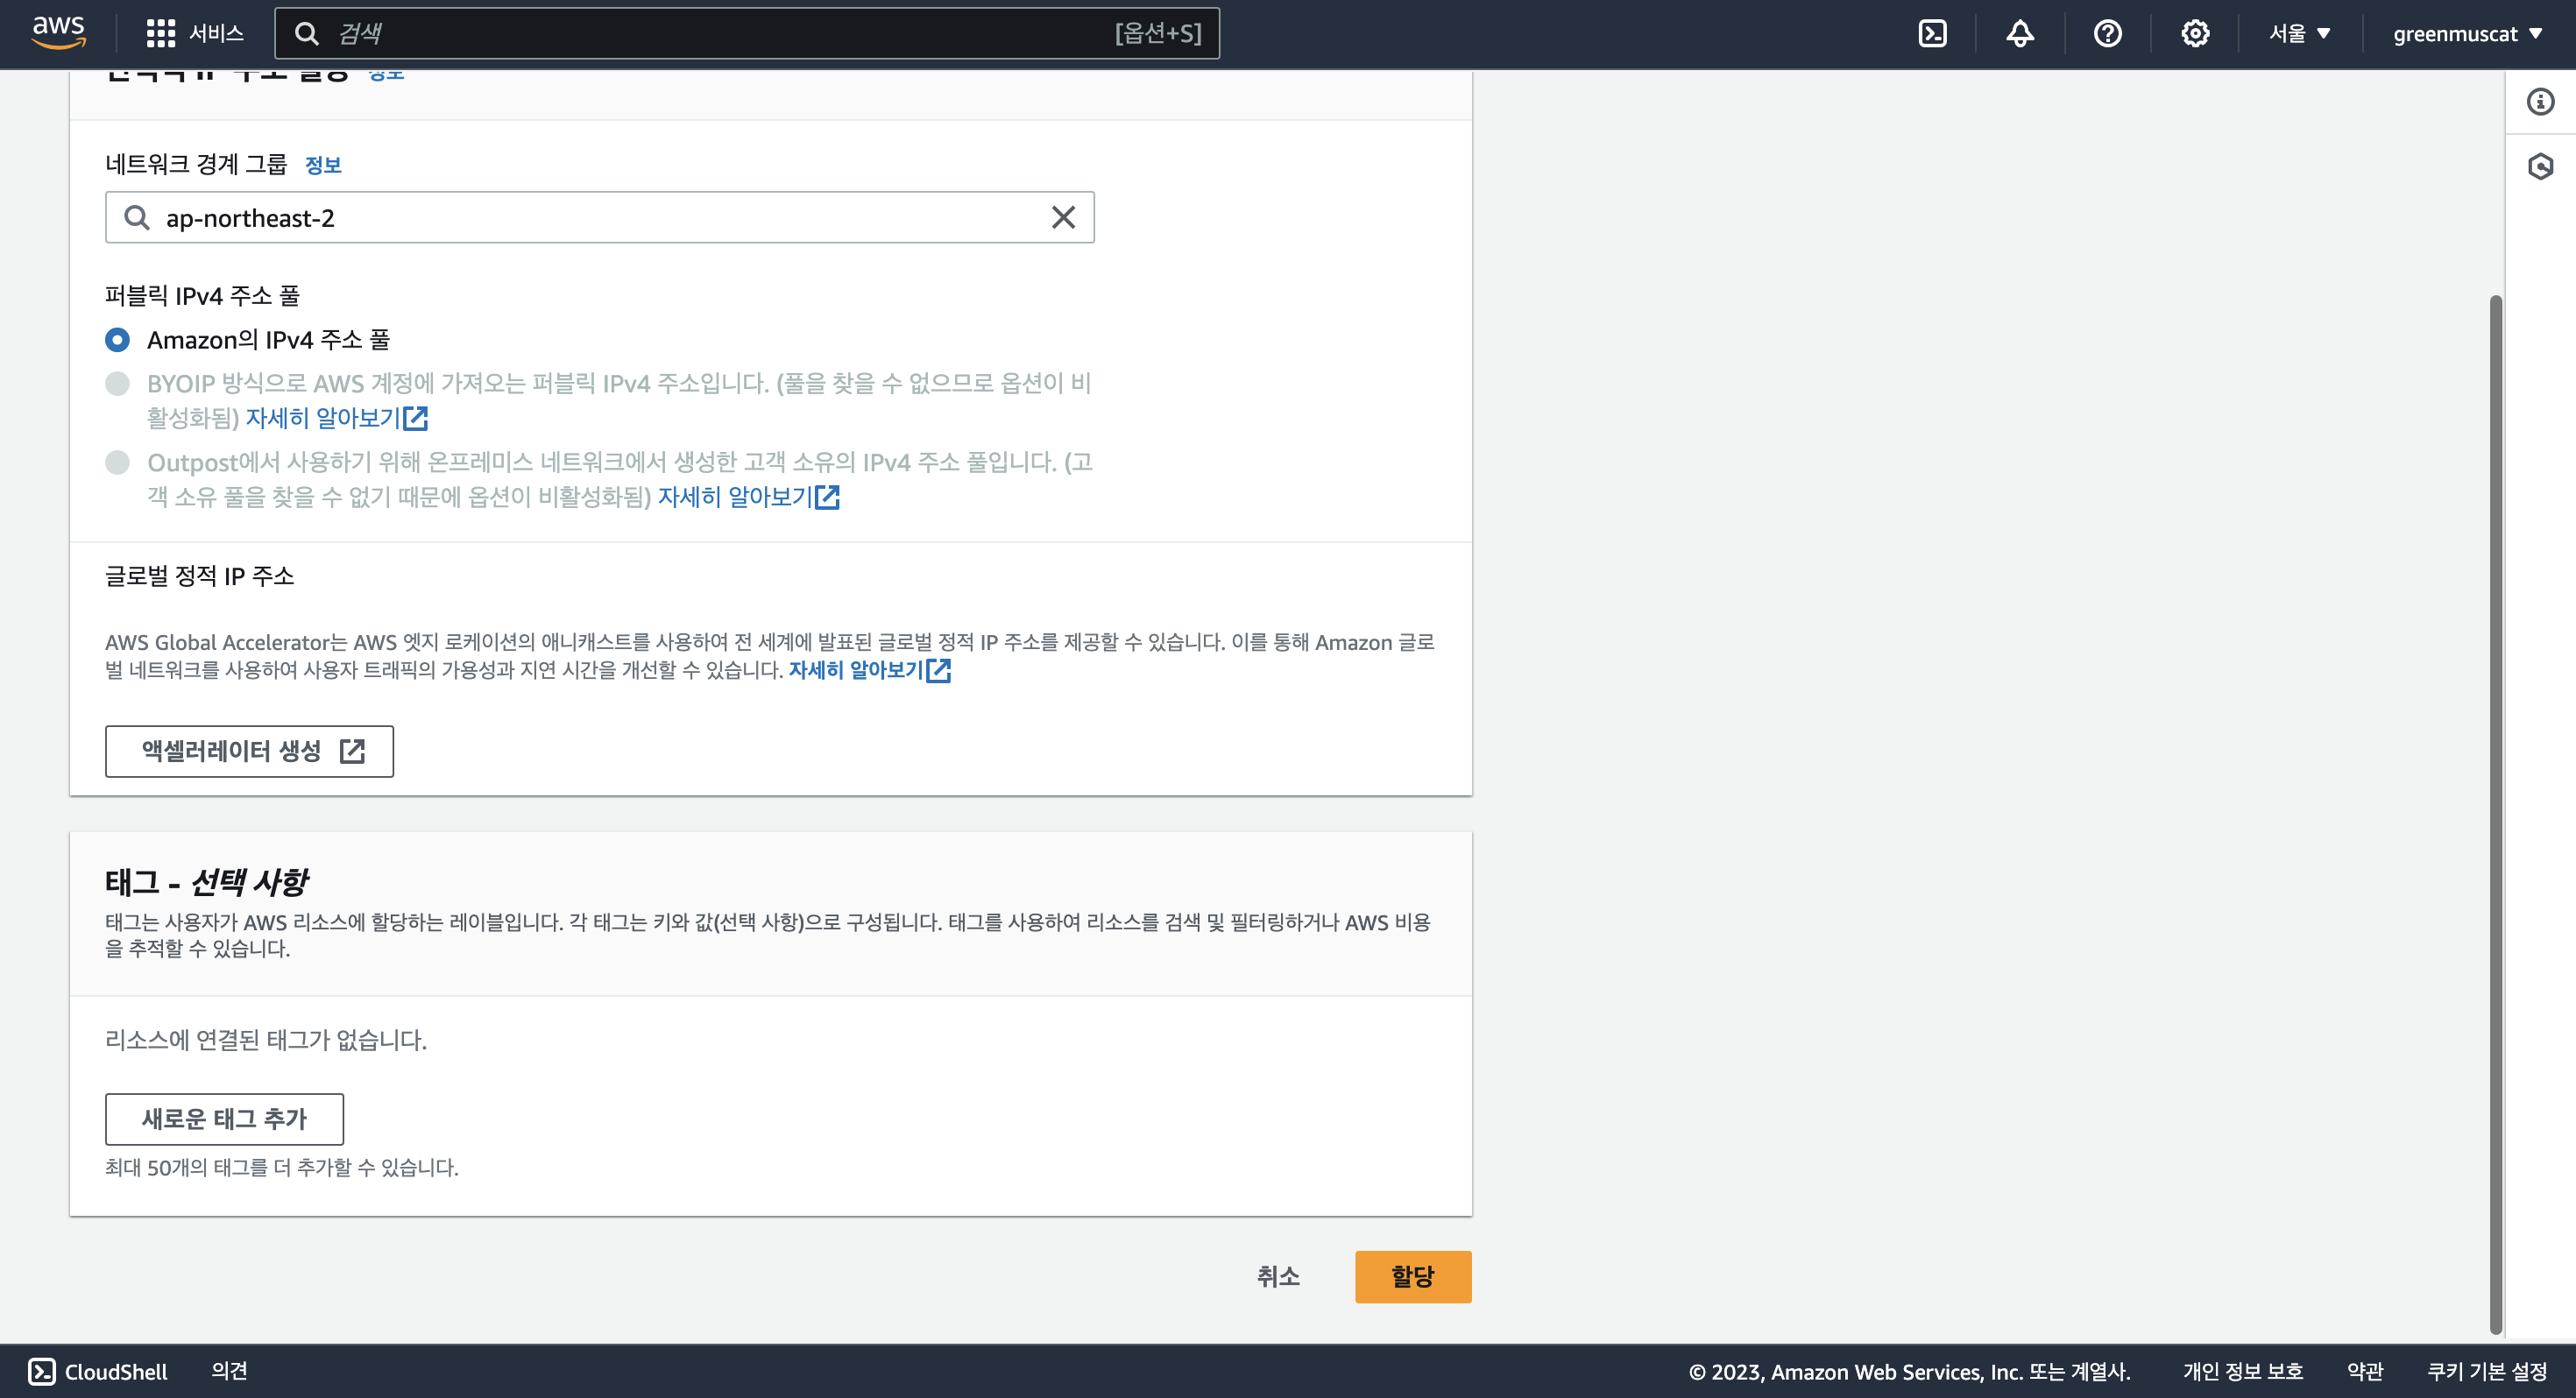 aws
서비스
검색
[옵션+S]
서울
greenmuscat
IP 주소 할당 정보
네트워크 경계 그룹 정보
ap-northeast-2
퍼블릭 IPv4 주소 풀
Amazon의 IPv4 주소 풀
BYOIP 방식으로 AWS 계정에 가져오는 퍼블릭 IPv4 주소입니다. (풀을 찾을 수 없으므로 옵션이 비
활성화됨) 자세히 알아보기
Outpost에서 사용하기 위해 온프레미스 네트워크에서 생성한 고객 소유의 IPv4 주소 풀입니다. (고
객 소유 풀을 찾을 수 없기 때문에 옵션이 비활성화됨) 자세히 알아보기
글로벌 정적 IP 주소
AWS Global Accelerator는 AWS 엣지 로케이션의 애니캐스트를 사용하여 전 세계에 발표된 글로벌 정적 IP 주소를 제공할 수 있습니다. 이를 통해 Amazon 글로
벌 네트워크를 사용하여 사용자 트래픽의 가용성과 지연 시간을 개선할 수 있습니다. 자세히 알아보기
액셀러레이터 생성
태그 - 선택 사항
태그는 사용자가 AWS 리소스에 할당하는 레이블입니다. 각 태그는 키와 값(선택 사항)으로 구성됩니다. 태그를 사용하여 리소스를 검색 및 필터링하거나 AWS 비용
을 추적할 수 있습니다.
리소스에 연결된 태그가 없습니다.
새로운 태그 추가
최대 50개의 태그를 더 추가할 수 있습니다.
취소
할당
CloudShell
의견
© 2023, Amazon Web Services, Inc. 또는 계열사.
개인 정보 보호
약관
쿠키 기본 설정